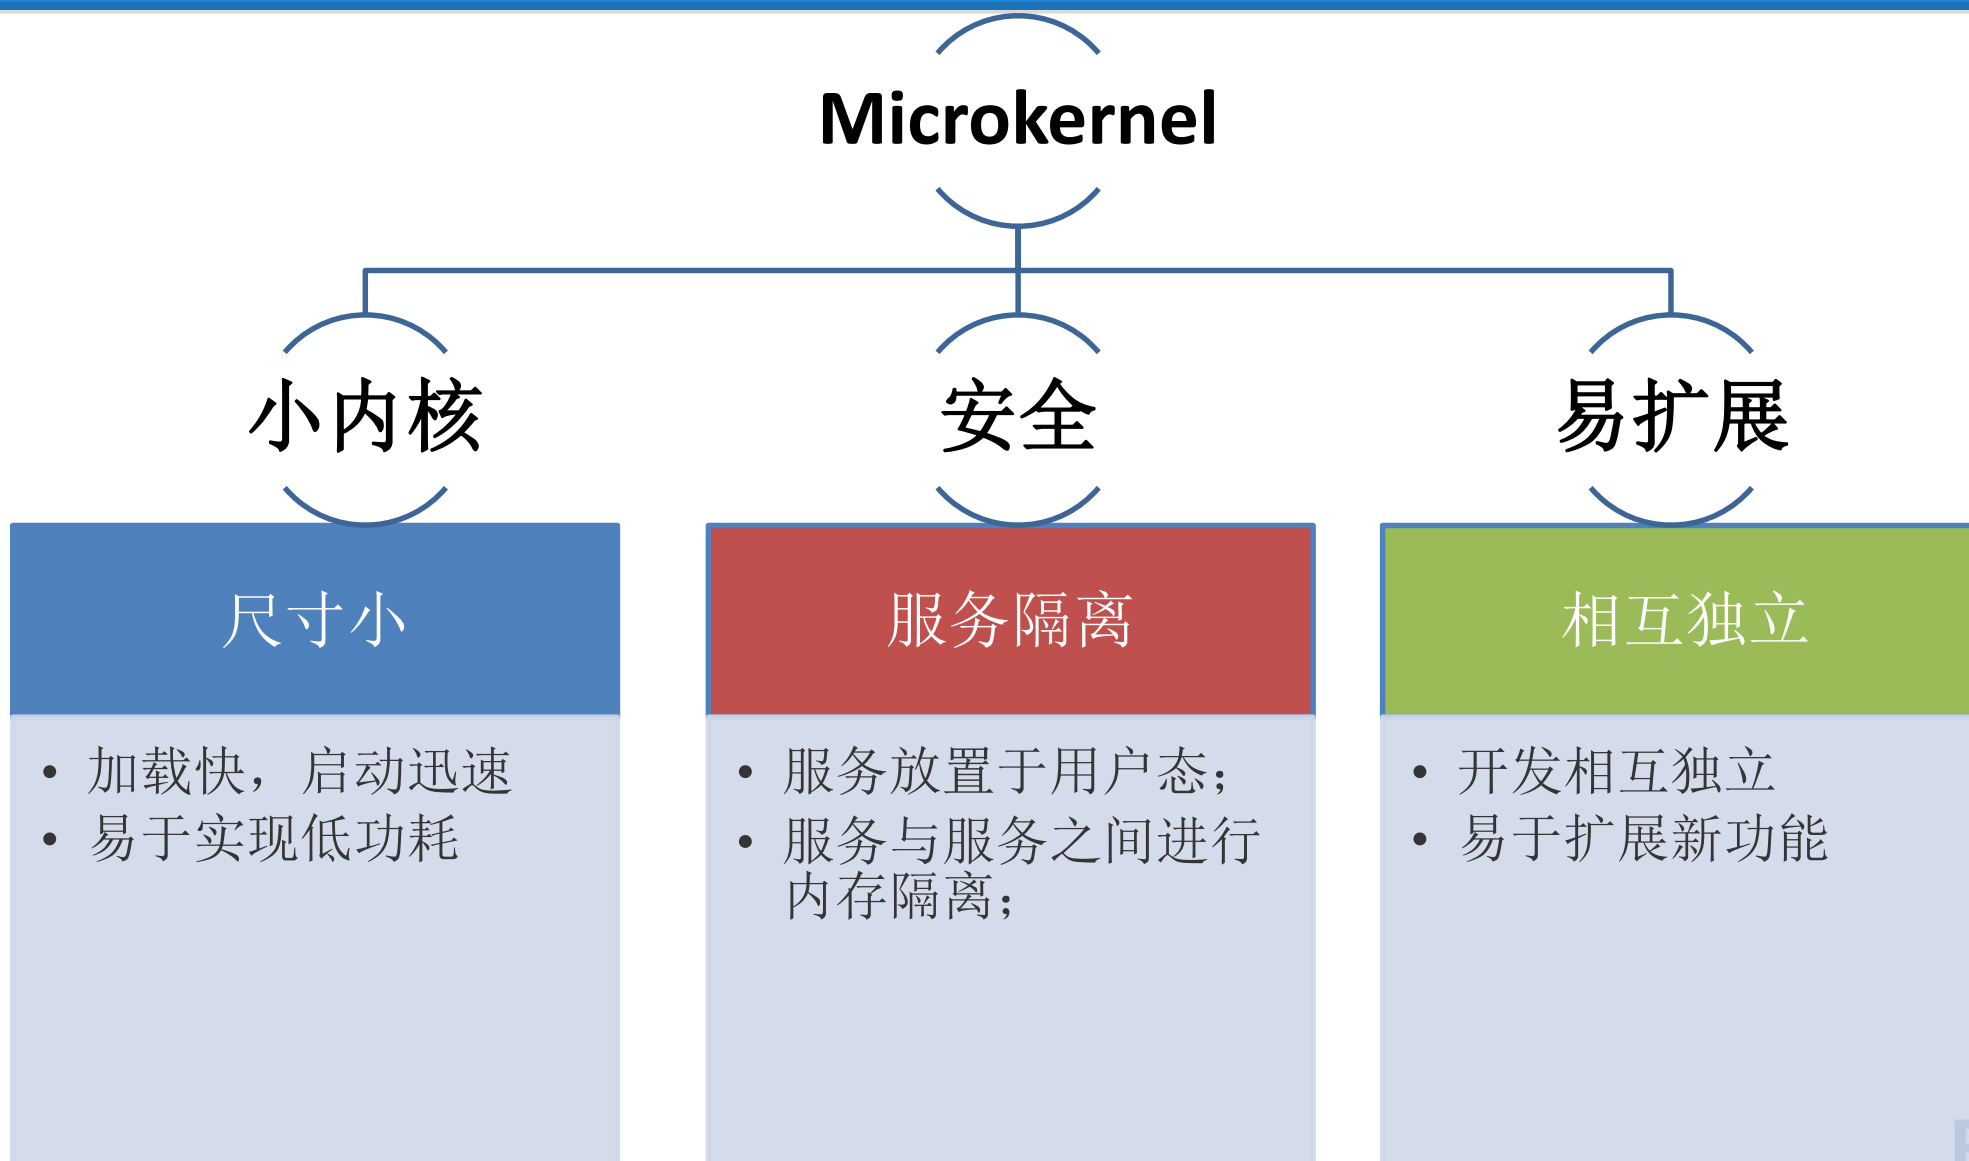 Microkernel
小内核
安全
易扩展
尺寸小
服务隔离
相互独立
• 加载快，启动迅速
• 易于实现低功耗
• 服务放置于用户态；
• 服务与服务之间进行
内存隔离；
• 开发相互独立
• 易于扩展新功能